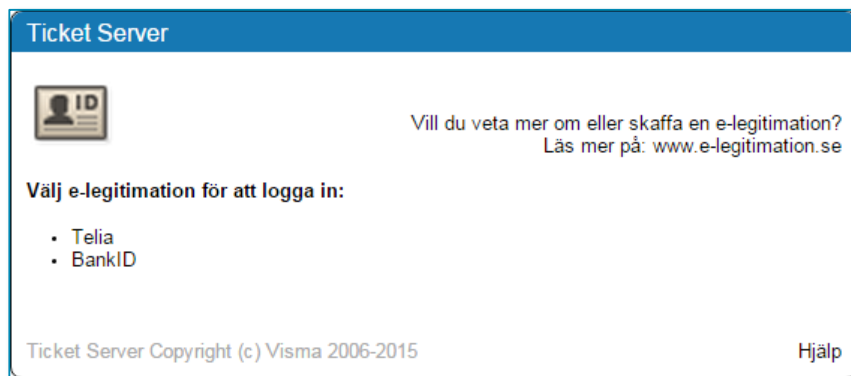 Ticket Server
ID
Vill du veta mer om eller skaffa en e-legitimation?
Läs mer på: www.e-legitimation.se
Välj e-legitimation för att logga in:
• Telia
• BankID
Ticket Server Copyright (c) Visma 2006-2015
Hjälp